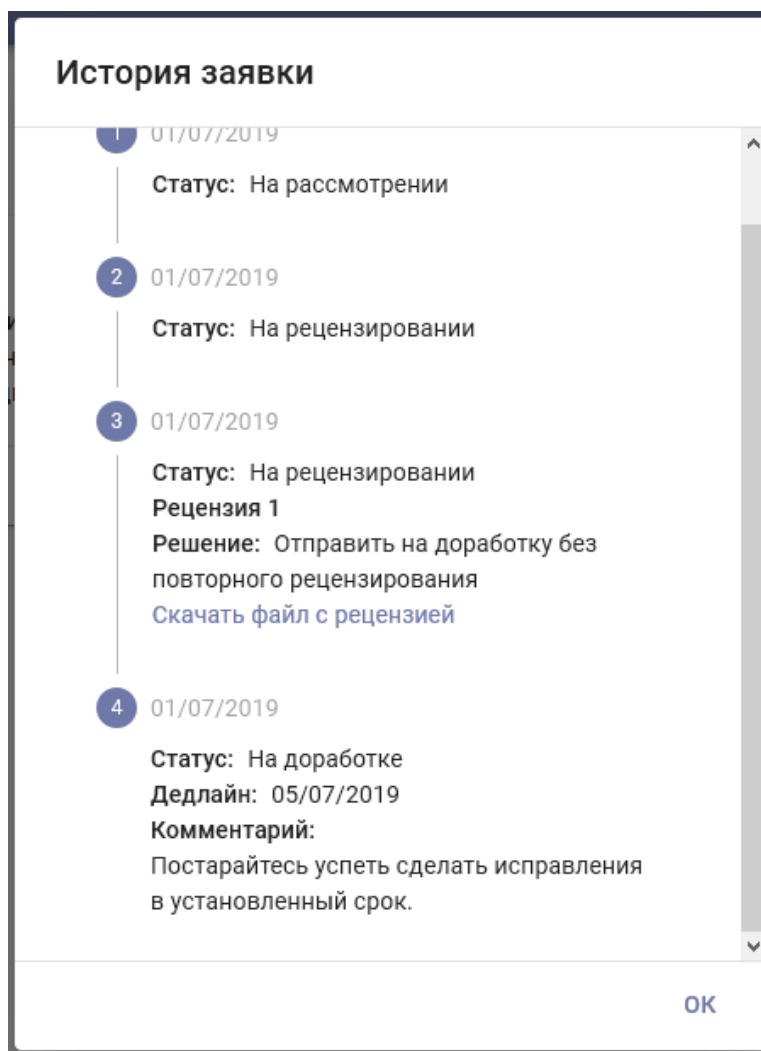 История заявки
1 01/07/2019
Статус: На рассмотрении
2 01/07/2019
Статус: На рецензировании
3 01/07/2019
Статус: На рецензировании
Рецензия 1
Решение: Отправить на доработку без
повторного рецензирования
Скачать файл с рецензией
4 01/07/2019
Статус: На доработке
Дедлайн: 05/07/2019
Комментарий:
Постарайтесь успеть сделать исправления
в установленный срок.
ОК